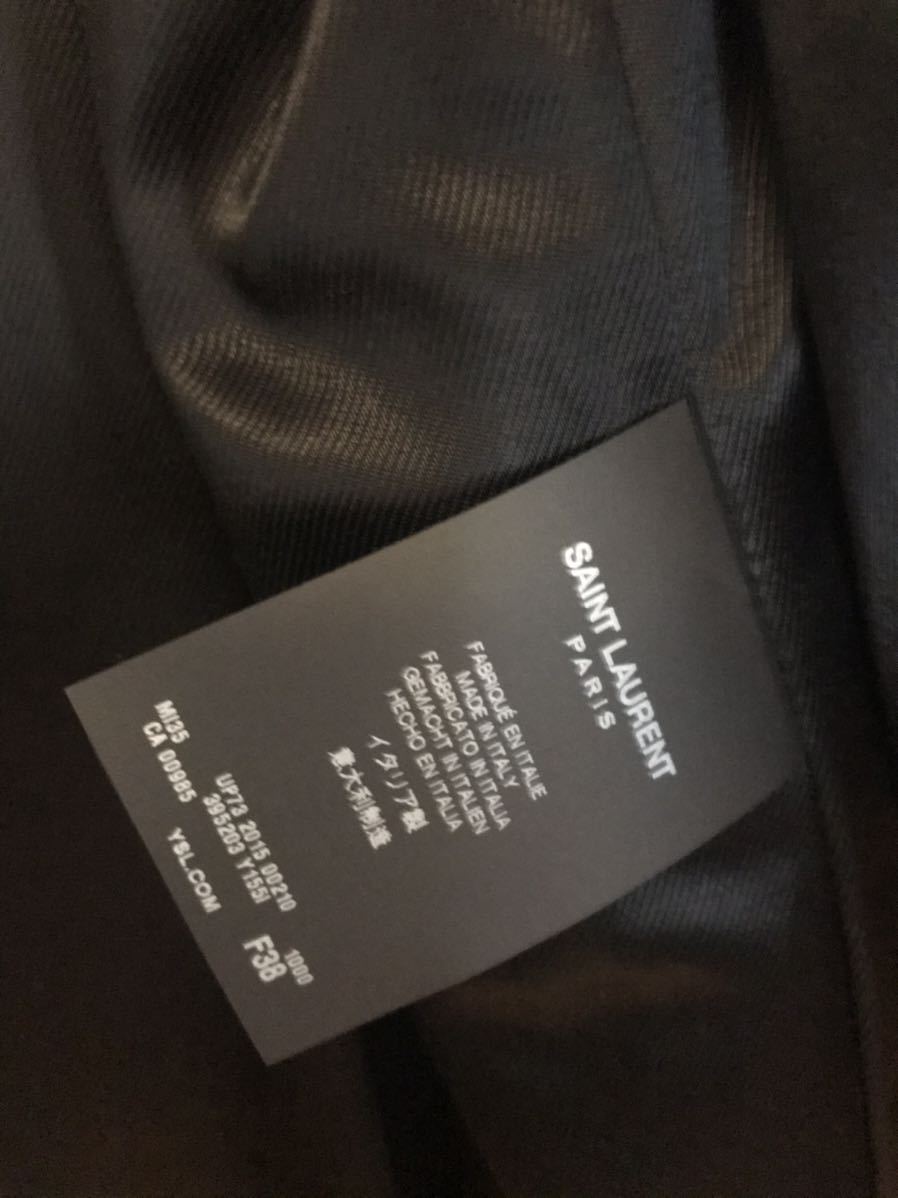 SAINT LAURENT
PARIS
FABRIQUÉ EN ITALIE
MADE IN ITALY
FABBRICATO IN ITALIA
GEMACHT IN ITALIEN
HECHO EN ITALIA
イタリア製
意大利制造
UP73 2015 00210 1000
395203 Y155I F38
MI35
CA 00985 YSL.COM